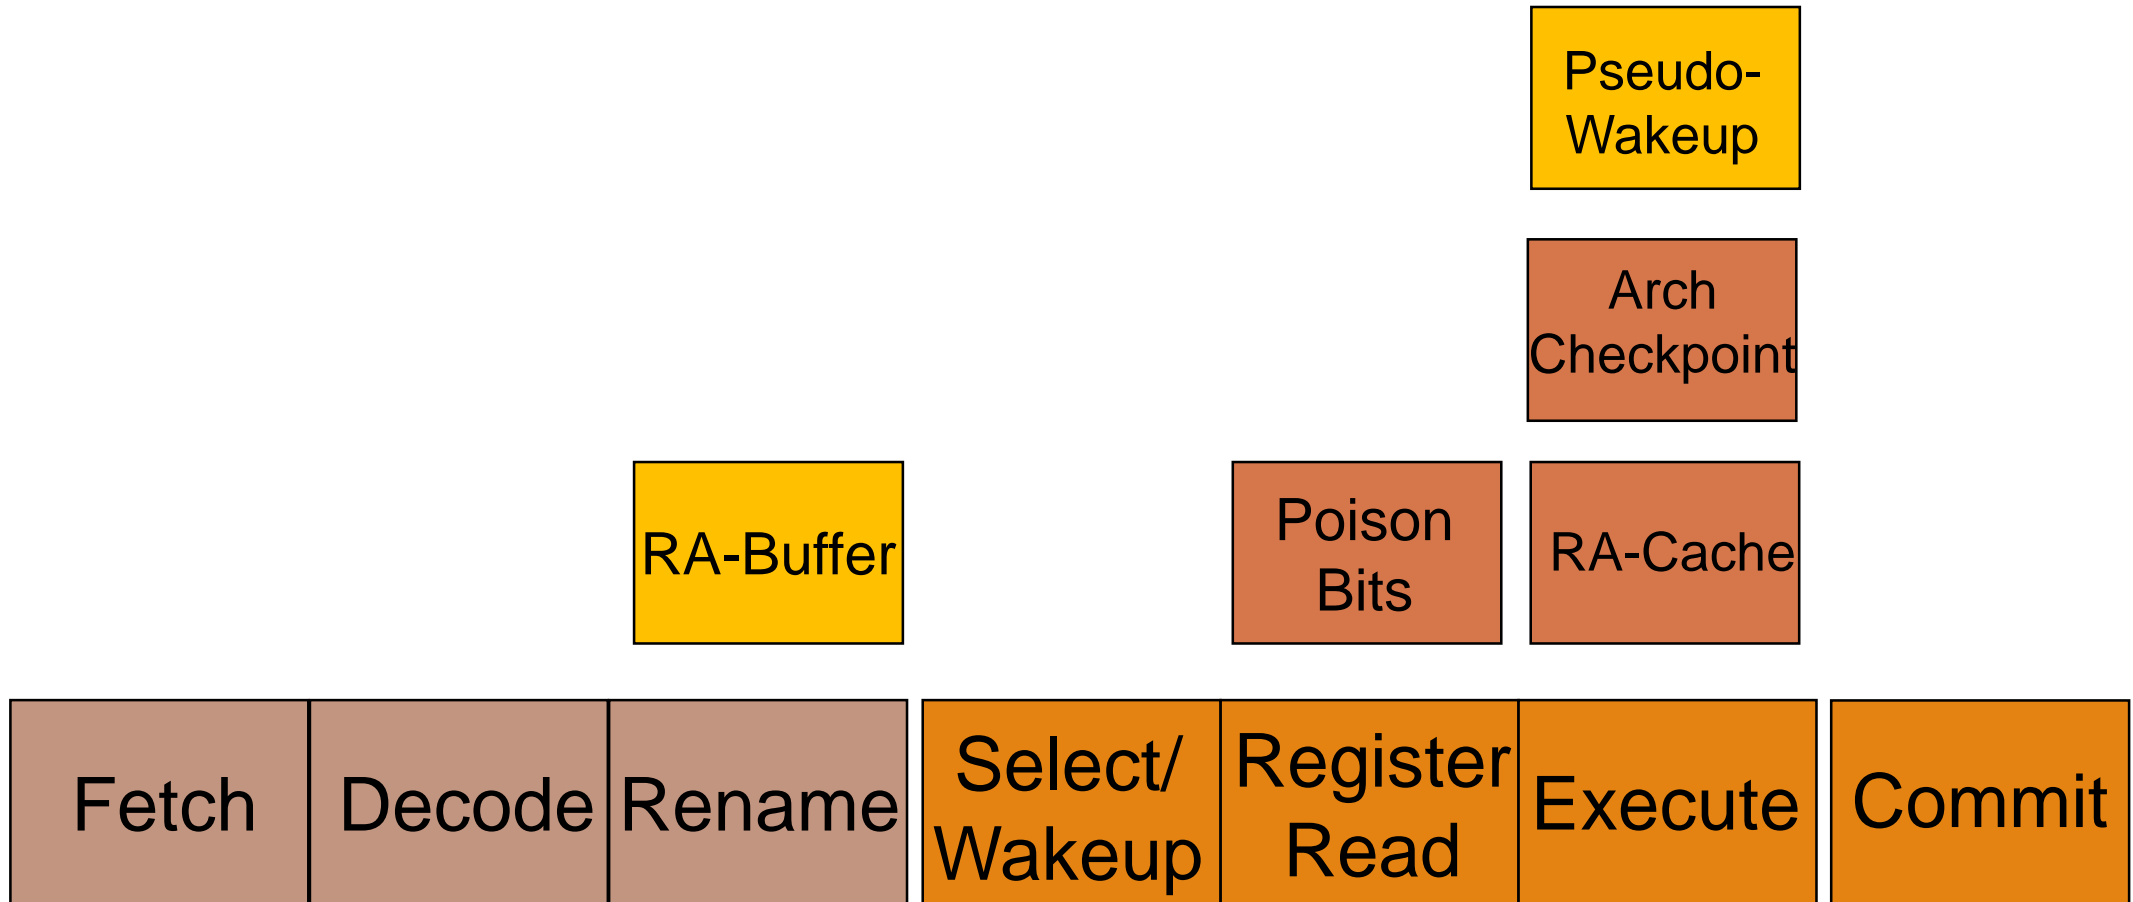 Pseudo-
Wakeup
Arch
Checkpoint
RA-Buffer
Poison
Bits
RA-Cache
Fetch
Decode
Rename
Select/
Wakeup
Register
Read
Execute
Commit